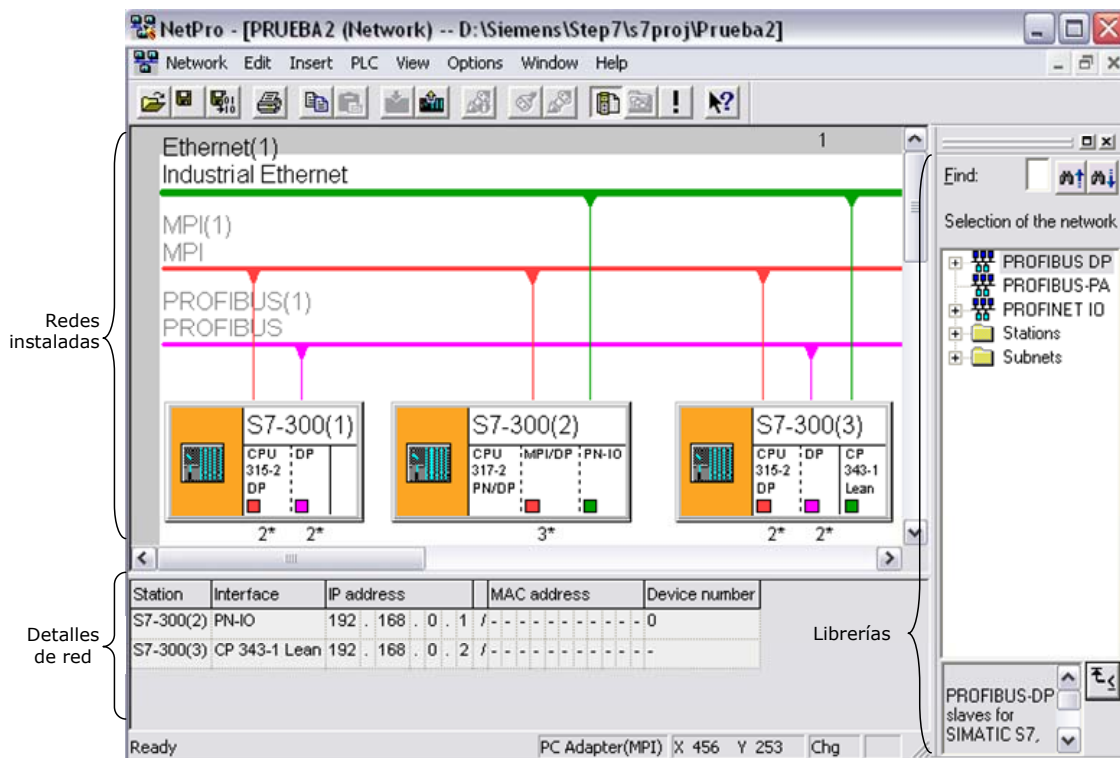 NetPro - [PRUEBA2 (Network) -- D:\Siemens\Step7\s7proj\Prueba2]
Network Edit Insert PLC View Options Window Help
Ethernet(1)
Industrial Ethernet
1
MPI(1)
MPI
PROFIBUS(1)
PROFIBUS
S7-300(1)
CPU 315-2 DP
DP
2* 2*
S7-300(2)
CPU 317-2 PN/DP
MPI/DP
PN-IO
3*
S7-300(3)
CPU 315-2 DP
DP
CP 343-1 Lean
2* 2*
Redes
instaladas
Find:
Selection of the network
PROFIBUS DP
PROFIBUS-PA
PROFINET IO
Stations
Subnets
Librerías
PROFIBUS-DP
slaves for
SIMATIC S7,
Detalles
de red
Station Interface IP address MAC address Device number
S7-300(2) PN-IO 192 . 168 . 0 . 1 / - - - - - - - - - - - 0
S7-300(3) CP 343-1 Lean 192 . 168 . 0 . 2 / - - - - - - - - - - - -
Ready
PC Adapter(MPI) X 456 Y 253 Chg